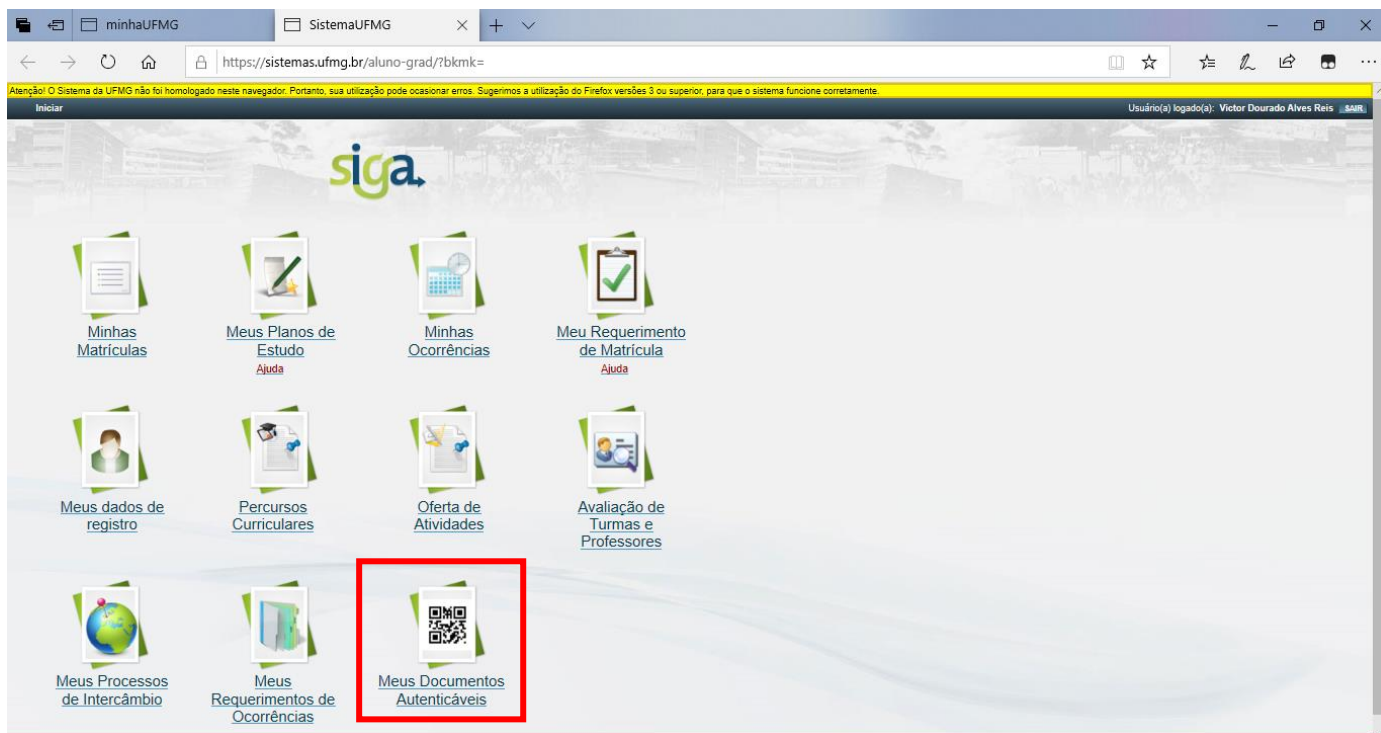 minhaUFMG
SistemaUFMG
https://sistemas.ufmg.br/aluno-grad/?bkmk=
Atenção! O Sistema da UFMG não foi homologado neste navegador. Portanto, sua utilização pode ocasionar erros. Sugerimos a utilização do Firefox versões 3 ou superior, para que o sistema funcione corretamente.
Iniciar
Usuário(a) logado(a): Victor Dourado Alves Reis SAIR
siga
Minhas
Matrículas
Meus Planos de
Estudo
Ajuda
Minhas
Ocorrências
Meu Requerimento
de Matrícula
Ajuda
Meus dados de
registro
Percursos
Curriculares
Oferta de
Atividades
Avaliação de
Turmas e
Professores
Meus Processos
de Intercâmbio
Meus
Requerimentos de
Ocorrências
Meus Documentos
Autenticáveis